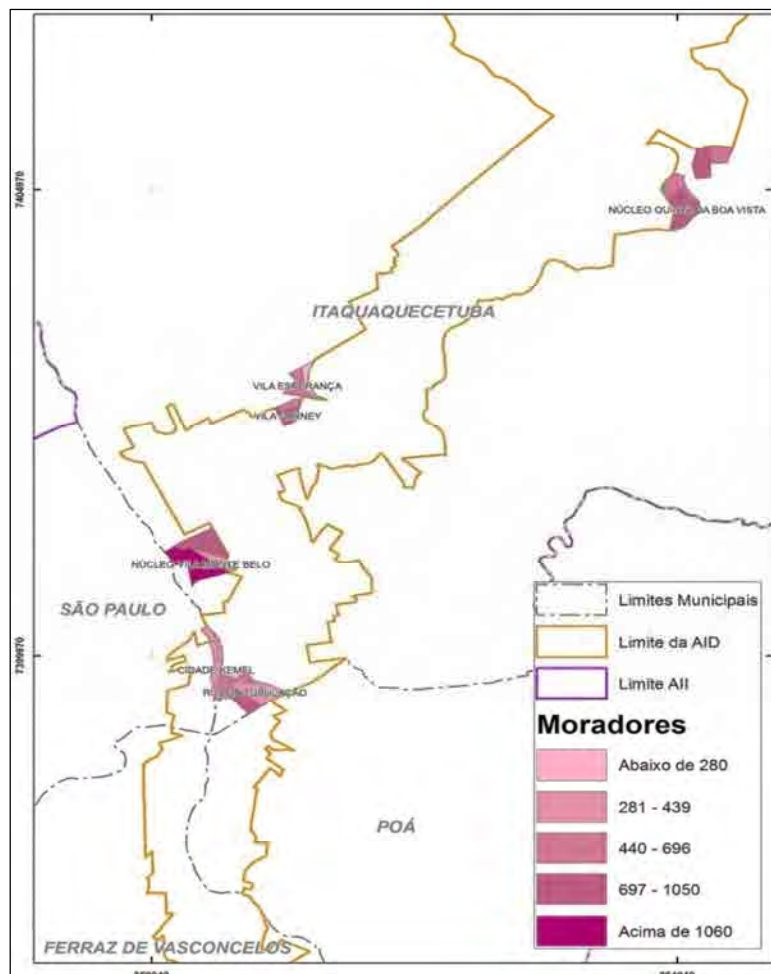 7404970
NÚCLEO
DA BOA VISTA
ITAQUAQUECETUBA
VILA ESPERANÇA
VILA
NÚCLEO
BELO
SÃO PAULO
7399970
CIDADE KEMEL
POÁ
FERRAZ DE VASCONCELOS
Limites Municipais
Limite da AID
Limite AII
Moradores
Abaixo de 280
281 - 439
440 - 696
697 - 1050
Acima de 1060